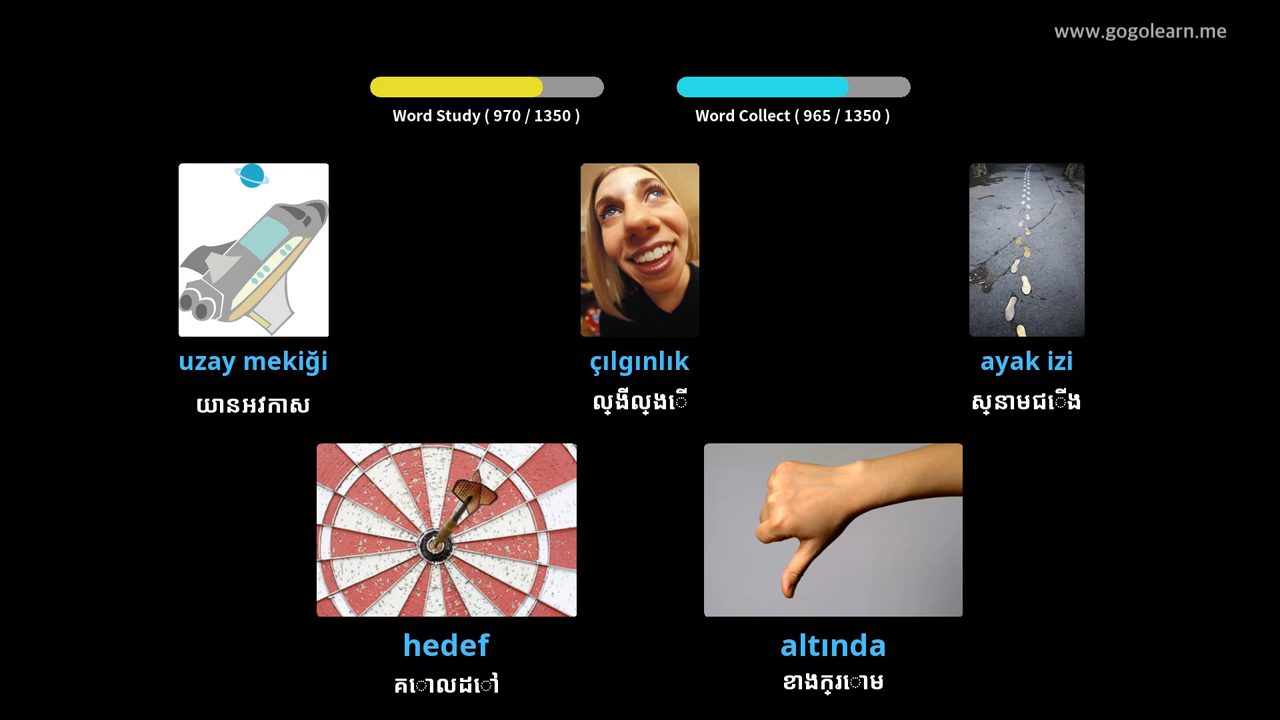 www.gogolearn.me
Word Study ( 970 / 1350 )
Word Collect ( 965 / 1350 )
uzay mekiği
çılgınlık
ayak izi
យានអវកាស
ល្ងីល្ងើ
ស្នាមជើង
hedef
altında
គោលដៅ
ខាងក្រោម